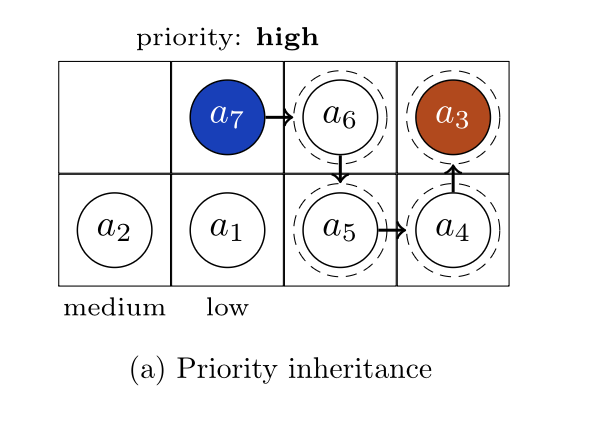 priority: high
a7 a6 a3
a2 a1 a5 a4
medium low
(a) Priority inheritance